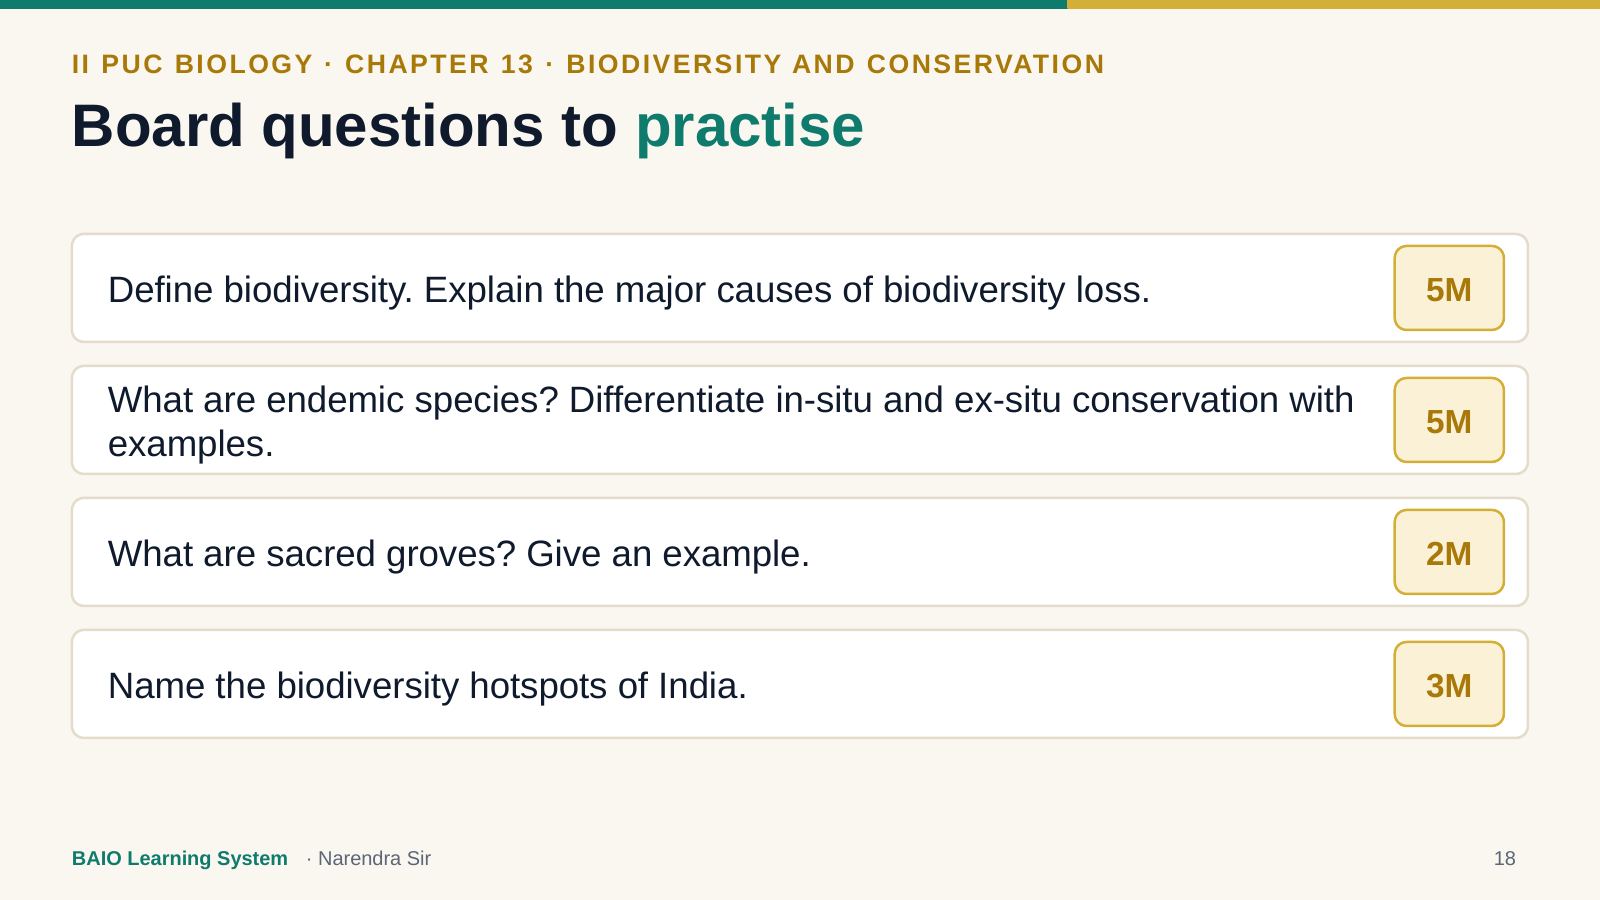 II PUC BIOLOGY · CHAPTER 13 · BIODIVERSITY AND CONSERVATION
Board questions to practise
Define biodiversity. Explain the major causes of biodiversity loss.
5M
What are endemic species? Differentiate in-situ and ex-situ conservation with
examples.
5M
What are sacred groves? Give an example.
2M
Name the biodiversity hotspots of India.
3M
BAIO Learning System · Narendra Sir
18